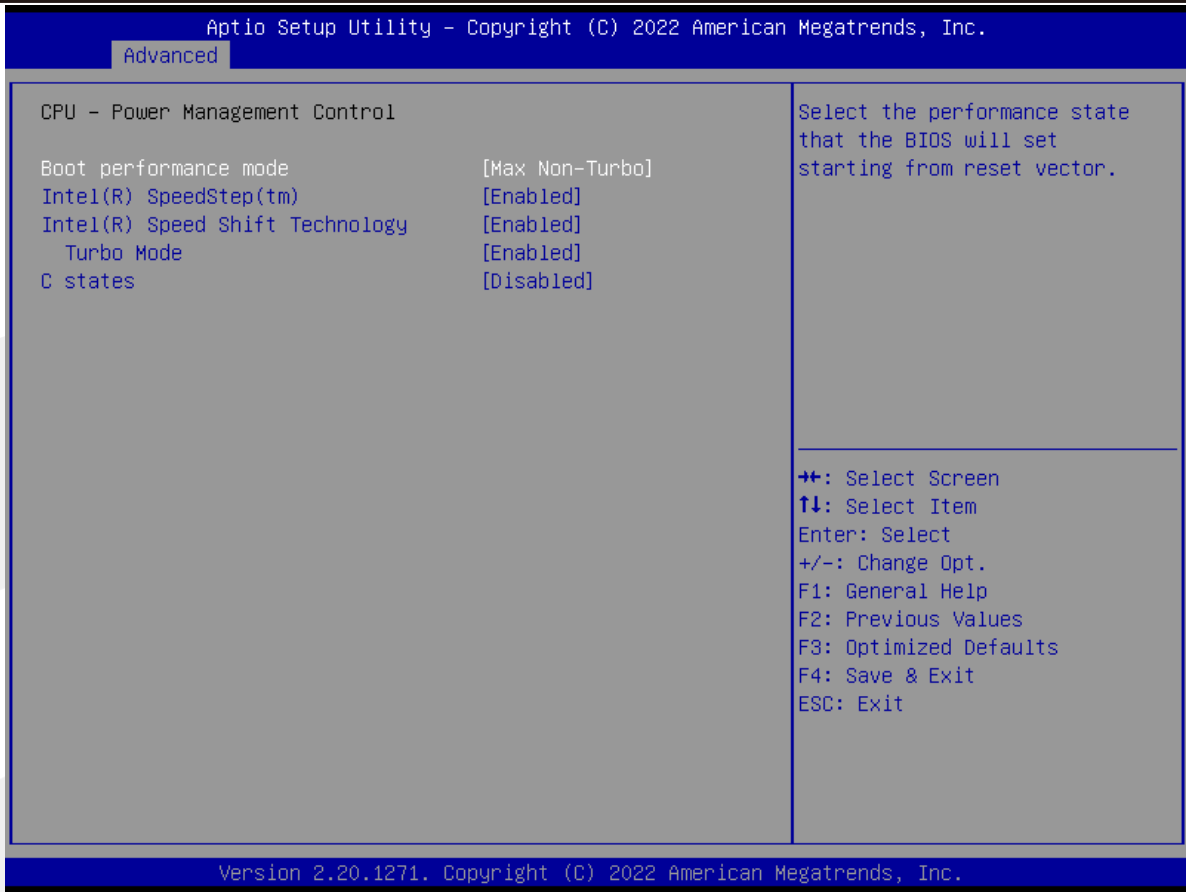 Aptio Setup Utility – Copyright (C) 2022 American Megatrends, Inc.
Advanced
CPU – Power Management Control
Boot performance mode [Max Non-Turbo]
Intel(R) SpeedStep(tm) [Enabled]
Intel(R) Speed Shift Technology [Enabled]
Turbo Mode [Enabled]
C states [Disabled]
Select the performance state
that the BIOS will set
starting from reset vector.
→←: Select Screen
↑↓: Select Item
Enter: Select
+/-: Change Opt.
F1: General Help
F2: Previous Values
F3: Optimized Defaults
F4: Save & Exit
ESC: Exit
Version 2.20.1271. Copyright (C) 2022 American Megatrends, Inc.